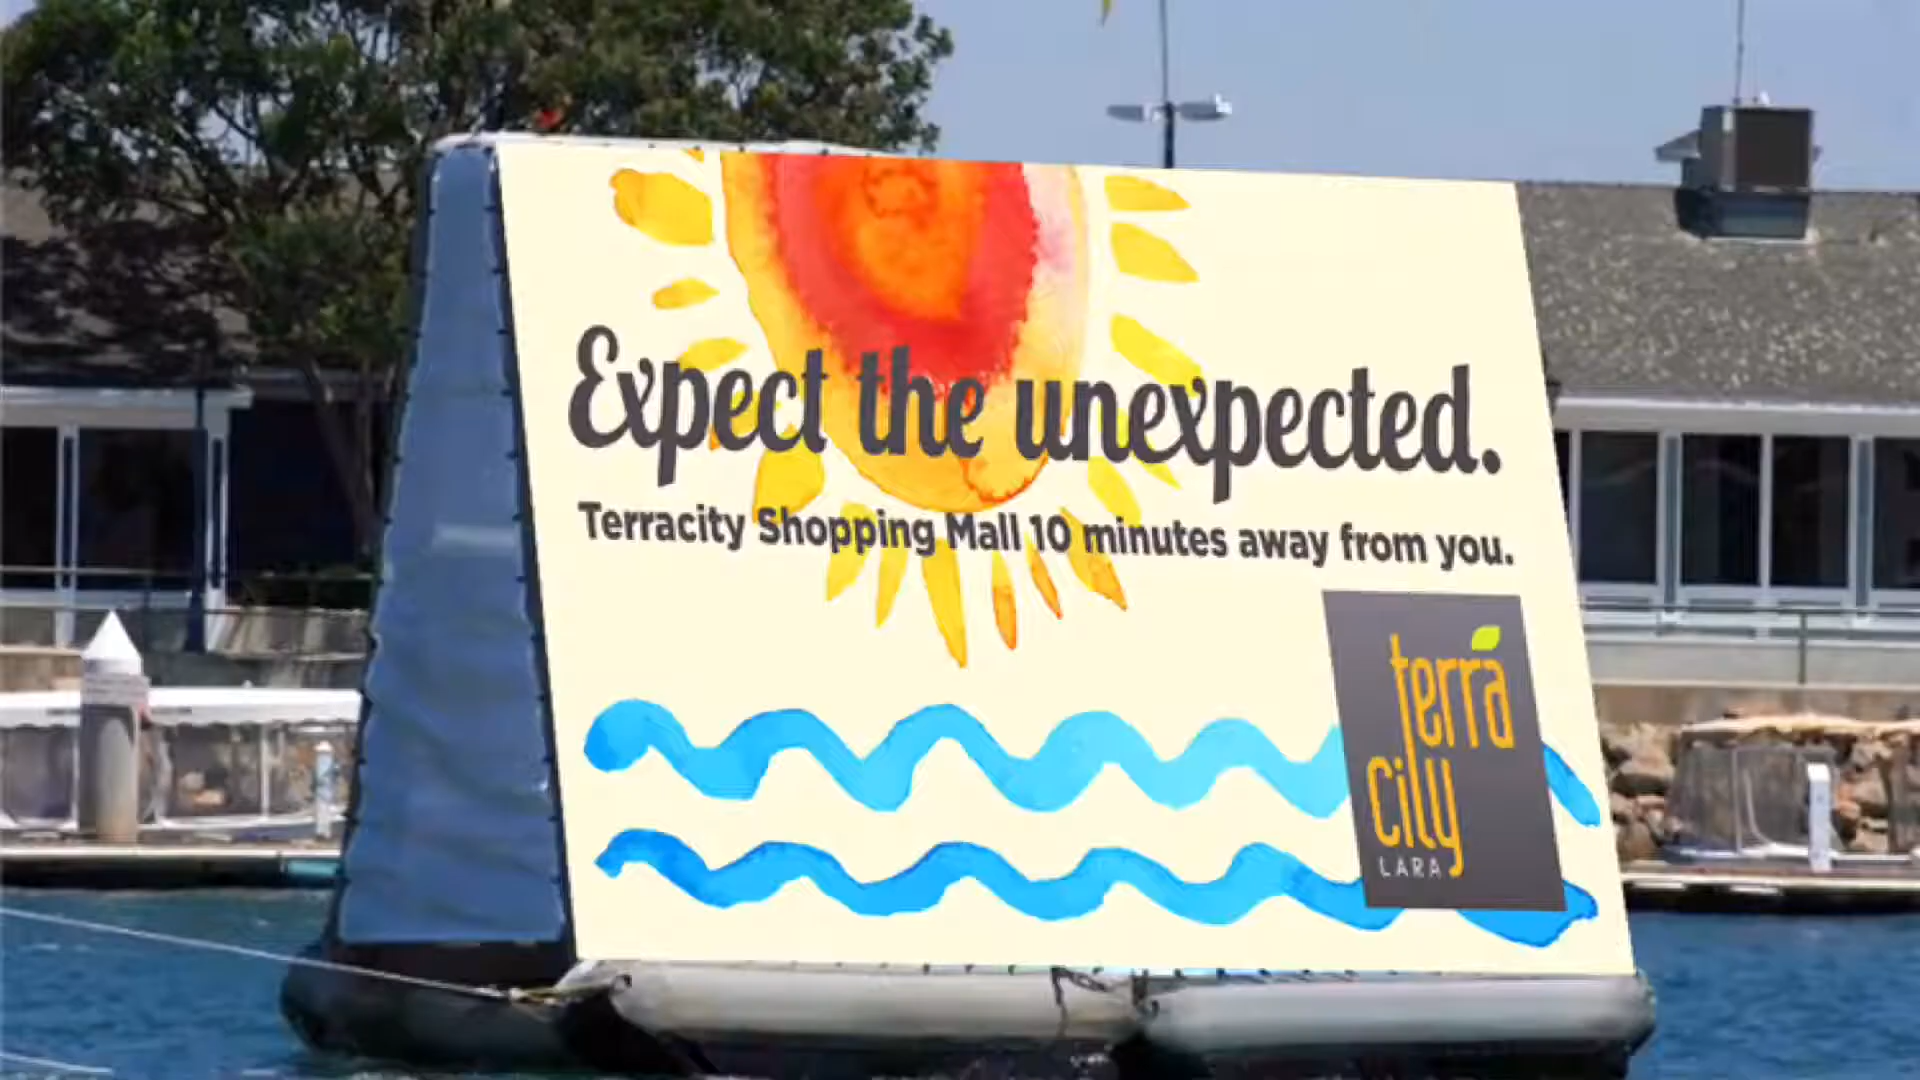 Expect the unexpected.
Terracity Shopping Mall 10 minutes away from you.
terra
city
LARA